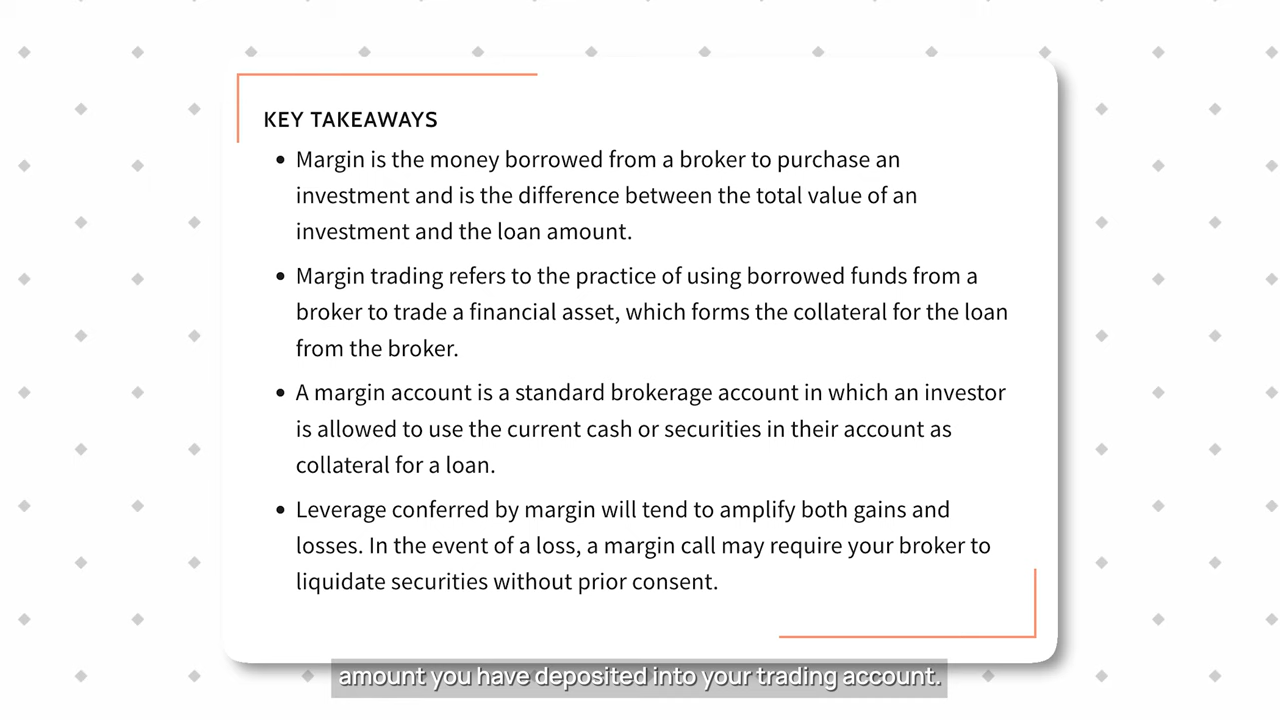 KEY TAKEAWAYS
• Margin is the money borrowed from a broker to purchase an
investment and is the difference between the total value of an
investment and the loan amount.
• Margin trading refers to the practice of using borrowed funds from a
broker to trade a financial asset, which forms the collateral for the loan
from the broker.
• A margin account is a standard brokerage account in which an investor
is allowed to use the current cash or securities in their account as
collateral for a loan.
• Leverage conferred by margin will tend to amplify both gains and
losses. In the event of a loss, a margin call may require your broker to
liquidate securities without prior consent.
amount you have deposited into your trading account.